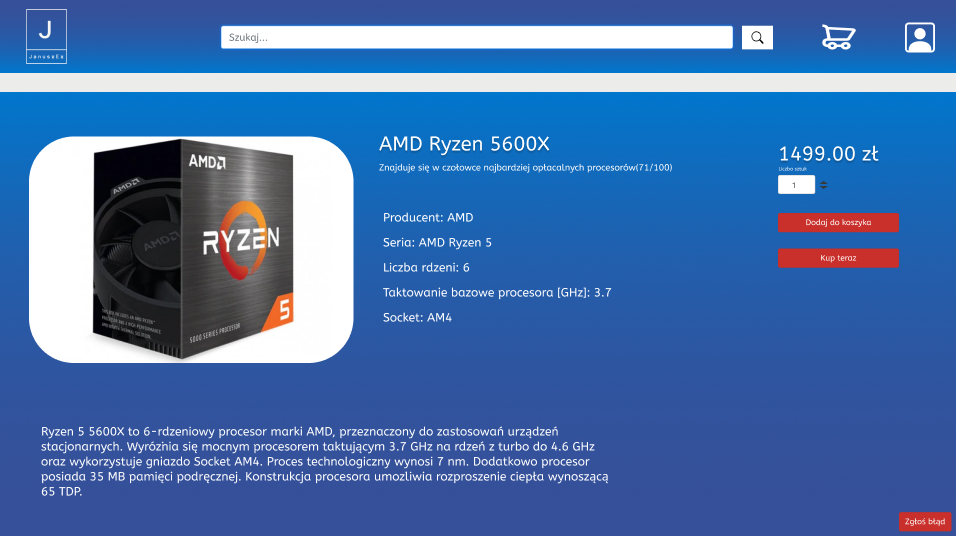 J
JanuszEx
Szukaj...
AMD Ryzen 5600X
Znajduje się w czołowce najbardziej opłacalnych procesorów(71/100)
1499.00 zł
Liczba sztuk
1
Dodaj do koszyka
Kup teraz
AMD
AMD
AMD
RYZEN
5
5000 SERIES PROCESSOR
Producent: AMD
Seria: AMD Ryzen 5
Liczba rdzeni: 6
Taktowanie bazowe procesora [GHz]: 3.7
Socket: AM4
Ryzen 5 5600X to 6-rdzeniowy procesor marki AMD, przeznaczony do zastosowań urządzeń
stacjonarnych. Wyróżnia się mocnym procesorem taktującym 3.7 GHz na rdzeń z turbo do 4.6 GHz
oraz wykorzystuje gniazdo Socket AM4. Proces technologiczny wynosi 7 nm. Dodatkowo procesor
posiada 35 MB pamięci podręcznej. Konstrukcja procesora umozliwia rozproszenie ciepła wynoszącą
65 TDP.
Zgłoś błąd